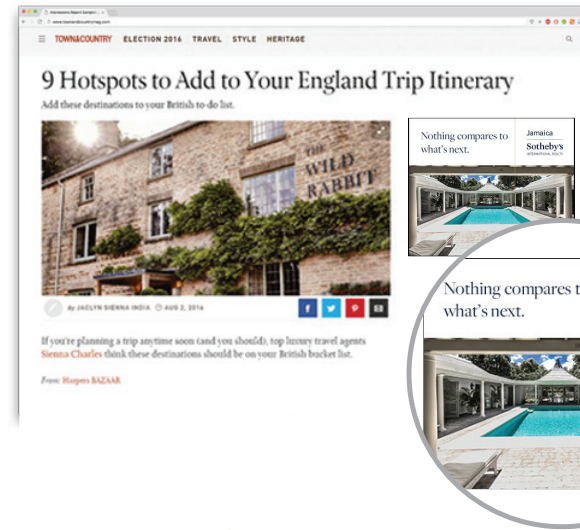 www.townandcountrymag.com
TOWN&COUNTRY ELECTION 2016 TRAVEL STYLE HERITAGE
9 Hotspots to Add to Your England Trip Itinerary
Add these destinations to your British to-do list.
THE
WILD
RABBIT
Nothing compares to
what's next.
Jamaica
Sotheby's
INTERNATIONAL REALTY
by JACLYN SIENNA INDIA AUG 2, 2016
If you're planning a trip anytime soon (and you should), top luxury travel agents
Sienna Charles think these destinations should be on your British bucket list.
From: Harpers BAZAAR
Nothing compares t
what's next.